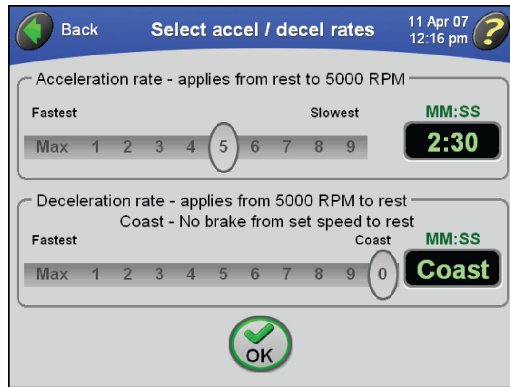 Back Select accel / decel rates 11 Apr 07
12:16 pm ?
Acceleration rate - applies from rest to 5000 RPM
Fastest Slowest MM:SS
Max 1 2 3 4 5 6 7 8 9 2:30
Deceleration rate - applies from 5000 RPM to rest
Coast - No brake from set speed to rest
Fastest Coast MM:SS
Max 1 2 3 4 5 6 7 8 9 0 Coast
OK